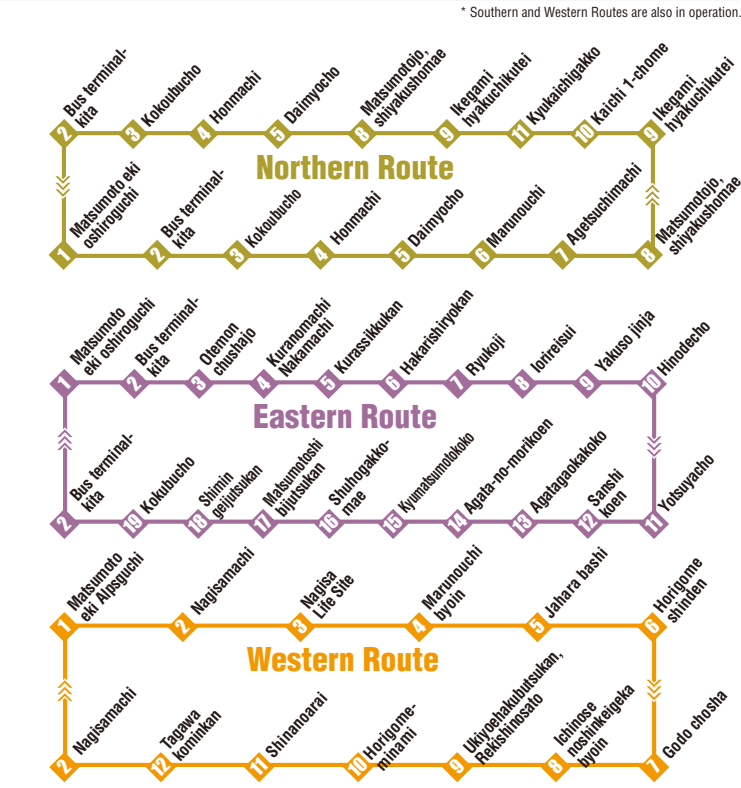 * Southern and Western Routes are also in operation.
2 Bus terminal-
kita
3 Kokoubucho
4 Honmachi
5 Daimyocho
8 Matsumotojo,
shiyakushomae
9 Ikegami
hyakuchikutei
11 Kyukaichigakko
10 Kaichi 1-chome
9 Ikegami
hyakuchikutei
Northern Route
1 Matsumoto eki
oshiroguchi
2 Bus terminal-
kita
3 Kokoubucho
4 Honmachi
5 Daimyocho
6 Marunouchi
7 Agetsuchimachi
8 Matsumotojo,
shiyakushomae
1 Matsumoto
eki oshiroguchi
2 Bus terminal-
kita
3 Otemon
chushajo
4 Kuranomachi
Nakamachi
5 Kurassikkukan
6 Hakarishiryokan
7 Ryukoji
8 Iorireisui
9 Yakuso jinja
10 Hinodecho
Eastern Route
2 Bus terminal-
kita
19 Kokubucho
18 Shimin
geijutsukan
17 Matsumotoshi
bijutsukan
16 Shuhogakko-
mae
15 Kyumatsumotokoko
14 Agata-no-morikoen
13 Agatagaokakoko
12 Sanshi
koen
11 Yotsuyacho
1 Matsumoto
eki Alpsguchi
2 Nagisamachi
3 Nagisa
Life Site
4 Marunouchi
byoin
5 Jahara bashi
6 Horigome
shinden
Western Route
2 Nagisamachi
12 Tagawa
kominkan
11 Shinanoarai
10 Horigome-
minami
9 Ukiyoehakubutsukan,
Rekishinosato
8 Ichinose
noshinkeigeka
byoin
7 Godo chosha